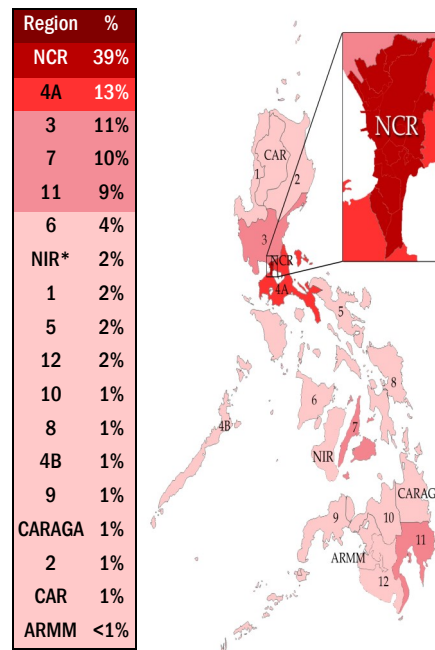 Region %
NCR 39%
4A 13%
3 11%
7 10%
11 9%
6 4%
NIR* 2%
1 2%
5 2%
12 2%
10 1%
8 1%
4B 1%
9 1%
CARAGA 1%
2 1%
CAR 1%
ARMM <1%
NCR
CAR
1
2
3
NCR
4A
5
8
6
7
4B
NIR
CARAG
9
10
11
ARMM
12